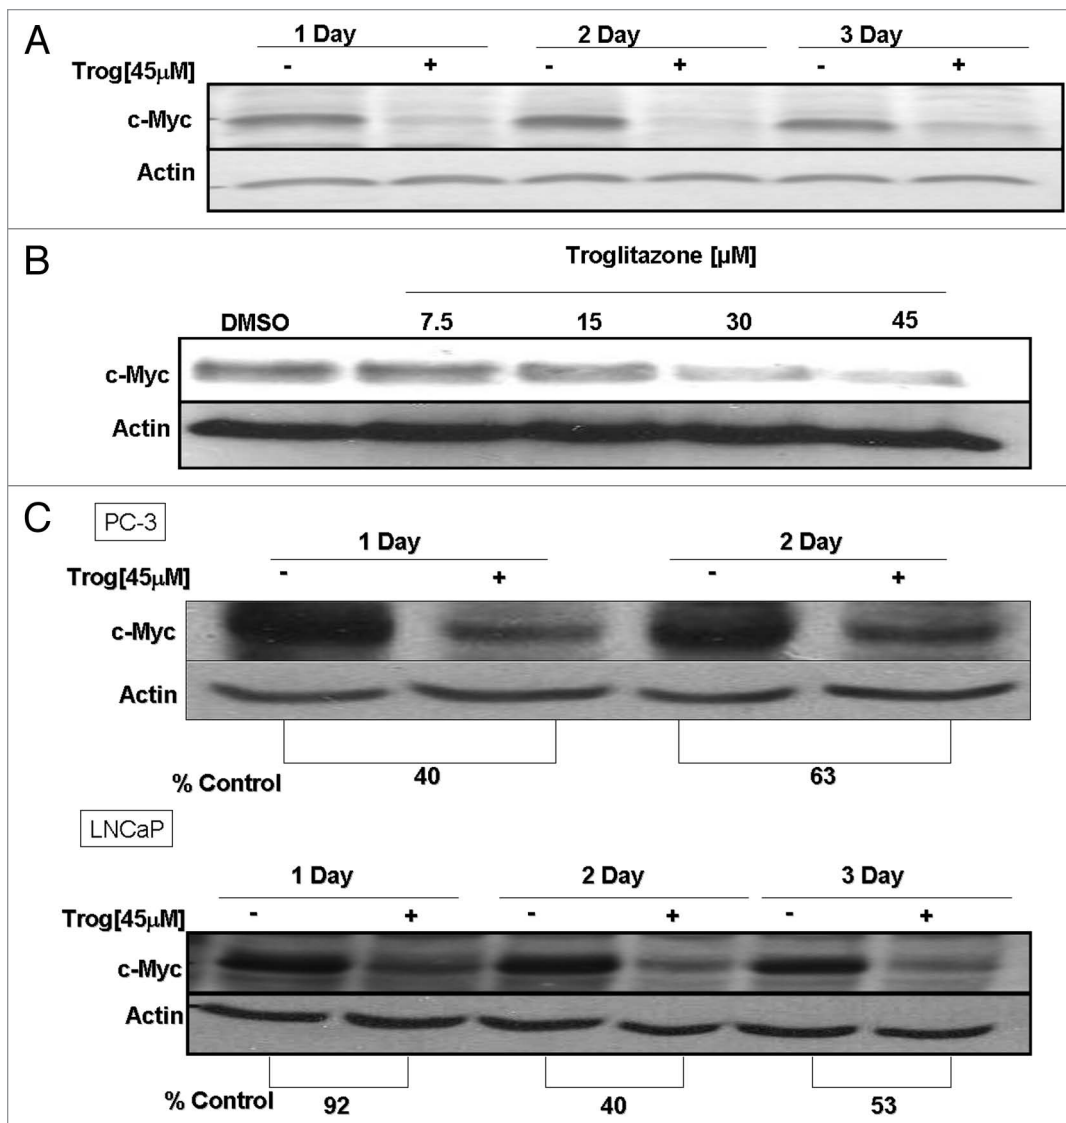 A
1 Day 2 Day 3 Day
Trog[45µM] - + - + - +
c-Myc
Actin
B
Troglitazone [µM]
DMSO 7.5 15 30 45
c-Myc
Actin
C
PC-3
1 Day 2 Day
Trog[45µM] - + - +
c-Myc
Actin
% Control 40 63
LNCaP
1 Day 2 Day 3 Day
Trog[45µM] - + - + - +
c-Myc
Actin
% Control 92 40 53